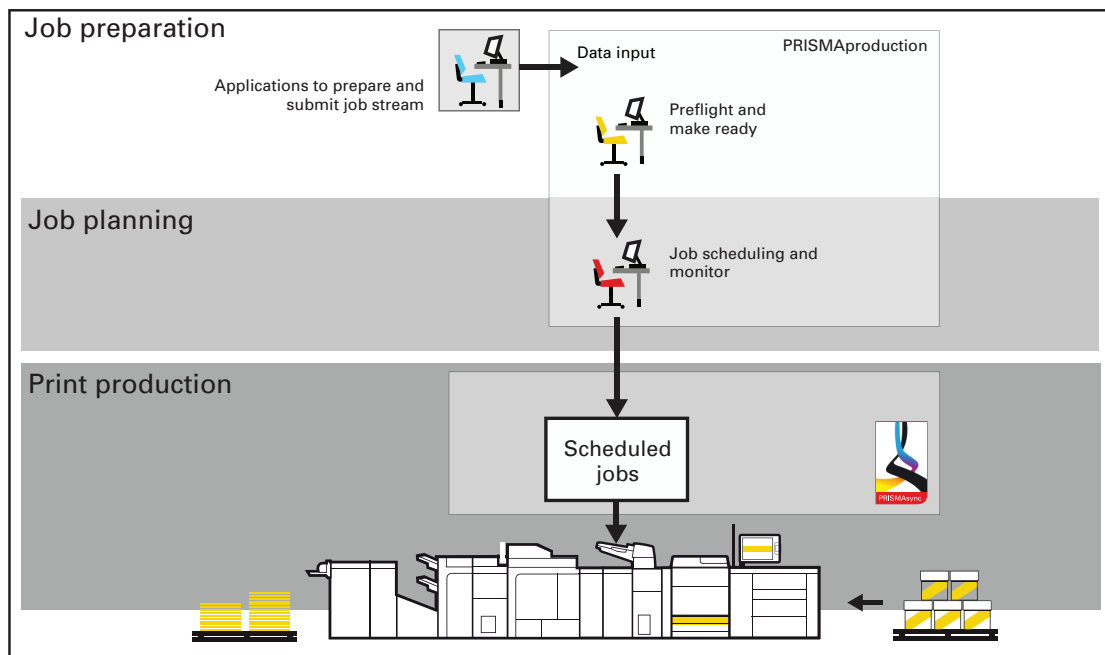 Job preparation
PRISMAproduction
Data input
Applications to prepare and
submit job stream
Preflight and
make ready
Job planning
Job scheduling and
monitor
Print production
Scheduled
jobs
PRISMAsync